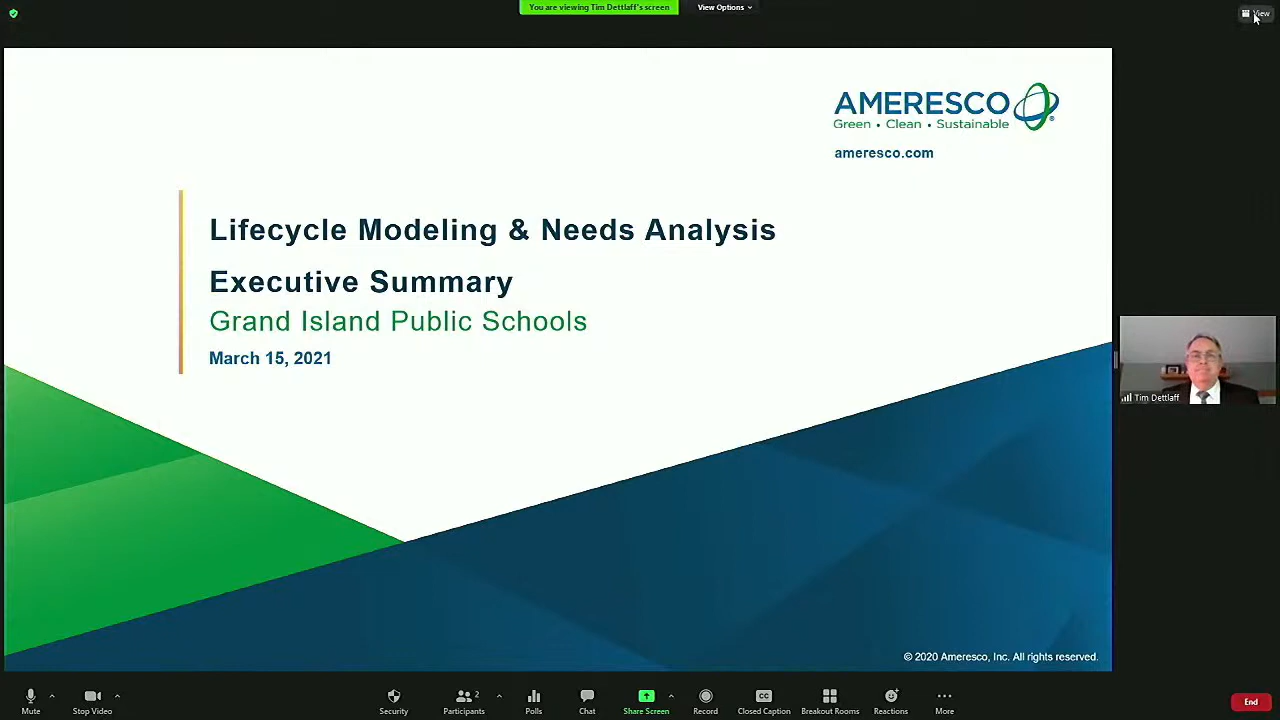 You are viewing Tim Dettlaff's screen
View Options
View
AMERESCO
Green • Clean • Sustainable
ameresco.com
Lifecycle Modeling & Needs Analysis
Executive Summary
Grand Island Public Schools
March 15, 2021
Tim Dettlaff
© 2020 Ameresco, Inc. All rights reserved.
Mute
Stop Video
Security
Participants
2
Polls
Chat
Share Screen
Record
CC
Closed Caption
Breakout Rooms
Reactions
More
End